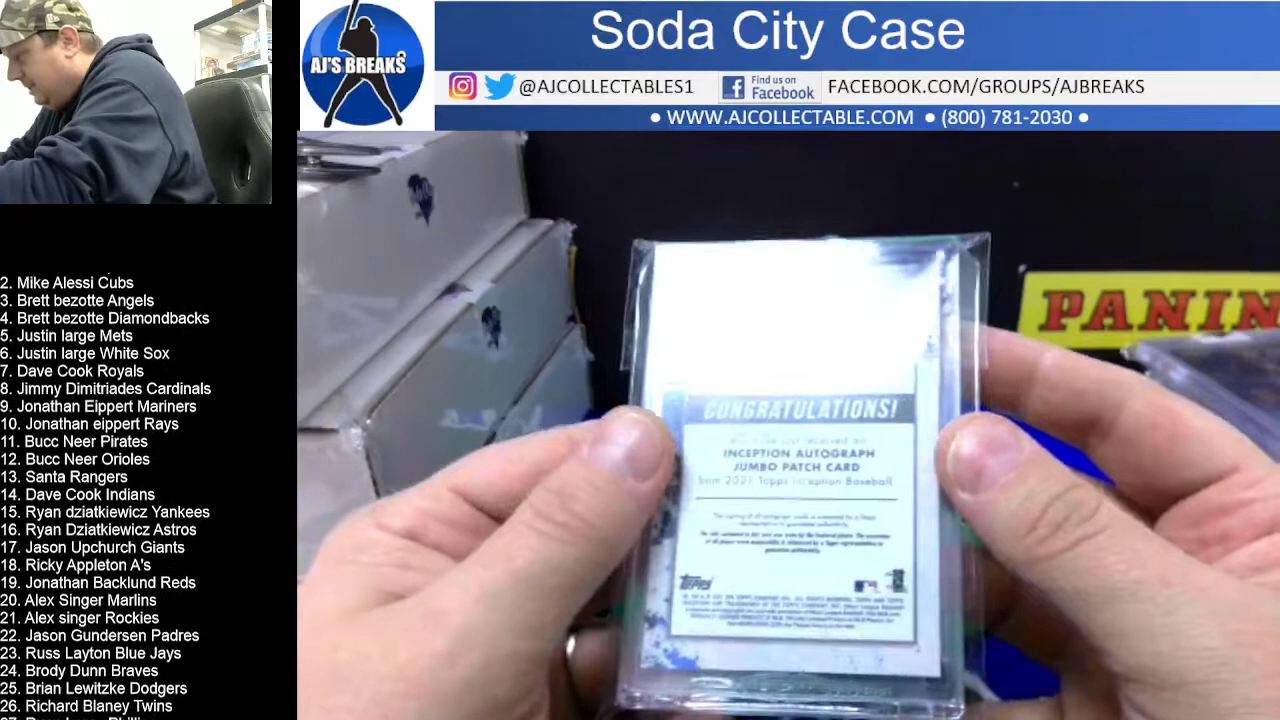 Soda City Case
AJ'S BREAKS
@AJCOLLECTABLES1
Find us on
Facebook
FACEBOOK.COM/GROUPS/AJBREAKS
• WWW.AJCOLLECTABLE.COM • (800) 781-2030 •
PANIN
2. Mike Alessi Cubs
3. Brett bezotte Angels
4. Brett bezotte Diamondbacks
5. Justin large Mets
6. Justin large White Sox
7. Dave Cook Royals
8. Jimmy Dimitriades Cardinals
9. Jonathan Eippert Mariners
10. Jonathan eippert Rays
11. Bucc Neer Pirates
12. Bucc Neer Orioles
13. Santa Rangers
14. Dave Cook Indians
15. Ryan dziatkiewicz Yankees
16. Ryan Dziatkiewicz Astros
17. Jason Upchurch Giants
18. Ricky Appleton A's
19. Jonathan Backlund Reds
20. Alex Singer Marlins
21. Alex singer Rockies
22. Jason Gundersen Padres
23. Russ Layton Blue Jays
24. Brody Dunn Braves
25. Brian Lewitzke Dodgers
26. Richard Blaney Twins
CONGRATULATIONS!
just received an
INCEPTION AUTOGRAPH
JUMBO PATCH CARD
from 2021 Topps Inception Baseball
TOPPS